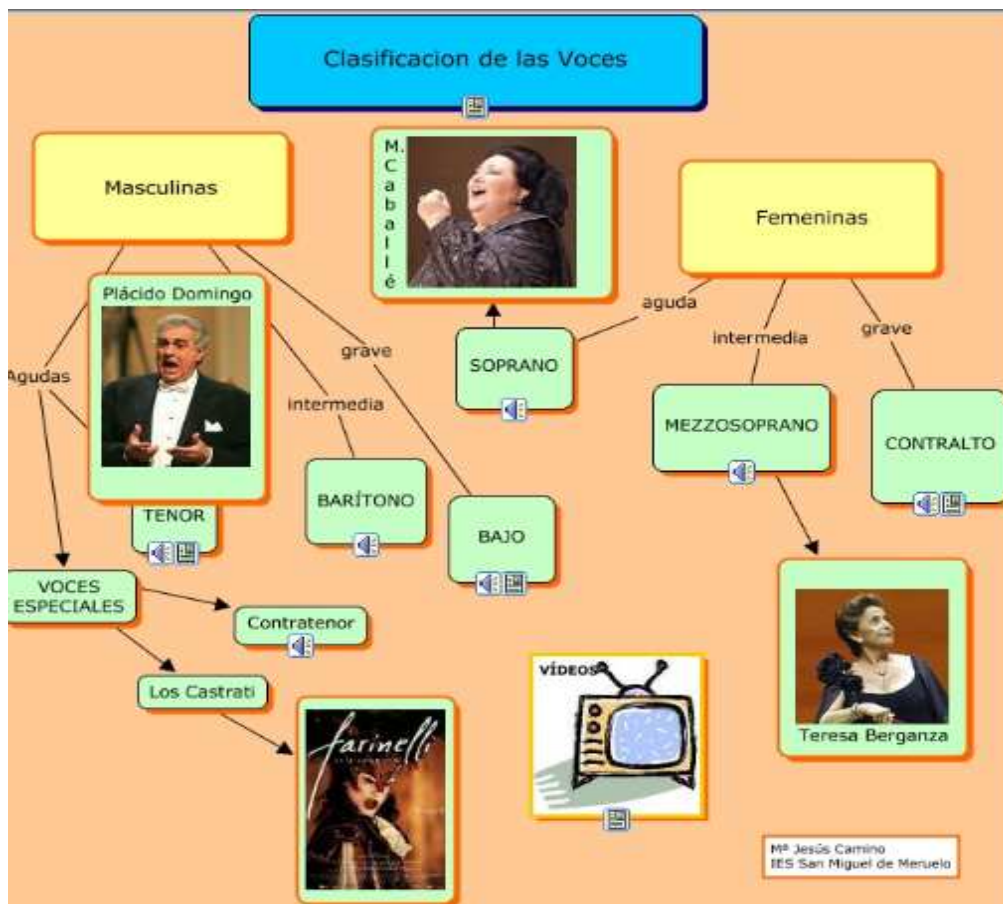 Clasificacion de las Voces
Masculinas
M.
C
a
b
a
l
l
é
Femeninas
Plácido Domingo
aguda
SOPRANO
intermedia
grave
grave
Agudas
intermedia
MEZZOSOPRANO
CONTRALTO
BARÍTONO
TENOR
BAJO
VOCES
ESPECIALES
Contratenor
Los Castrati
VÍDEOS
farinelli
Teresa Berganza
Mª Jesús Camino
IES San Miguel de Meruelo